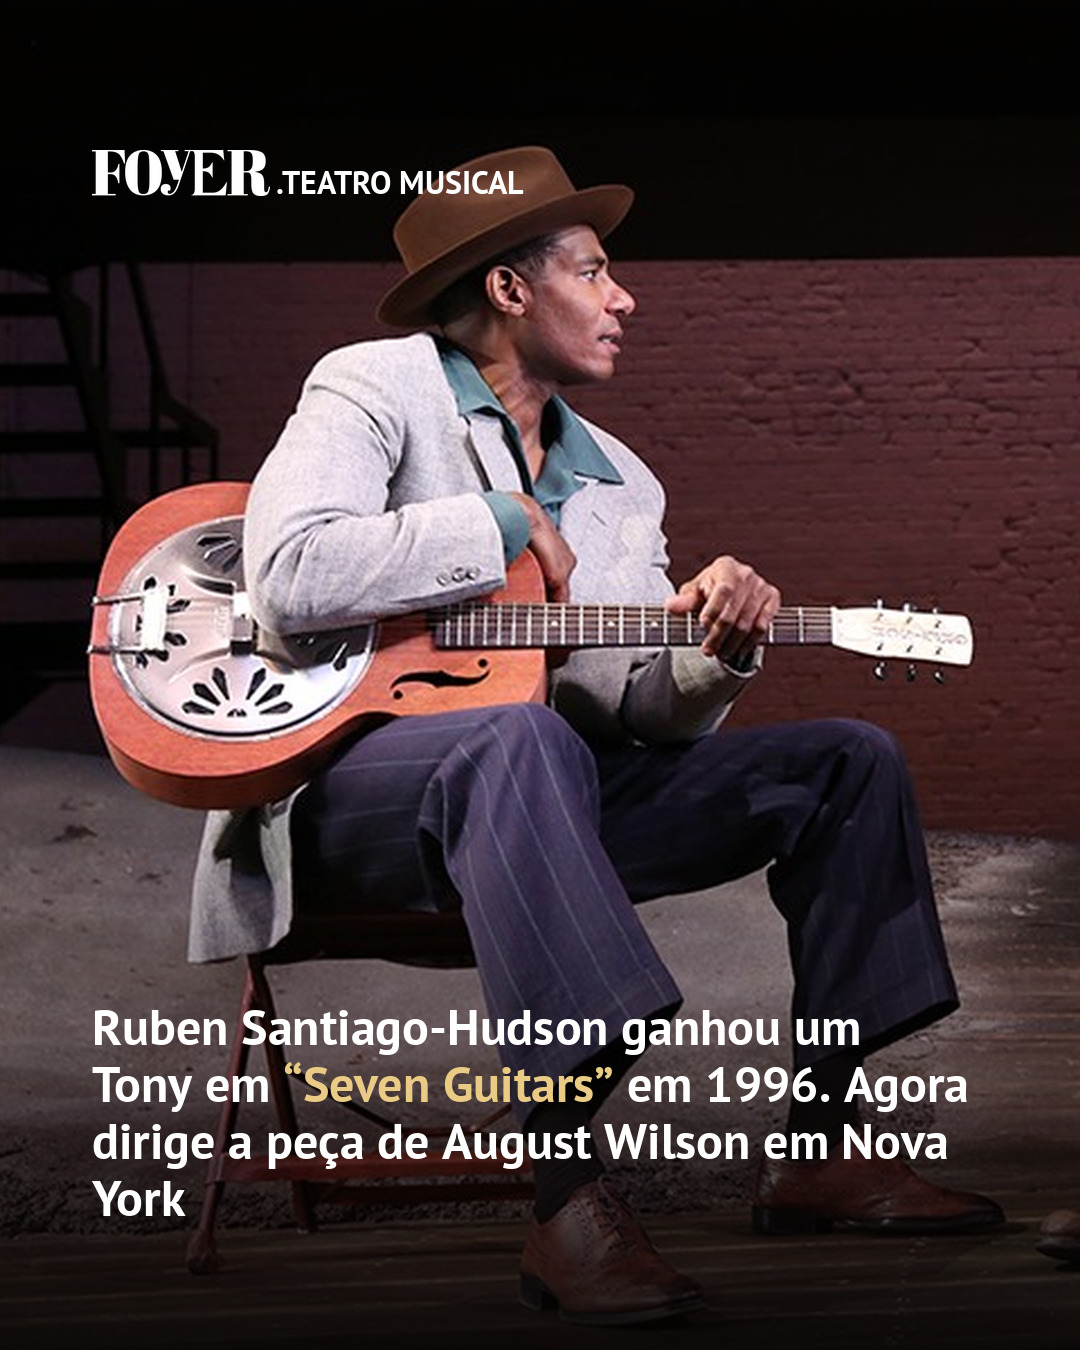 FOYER .TEATRO MUSICAL
Ruben Santiago-Hudson ganhou um
Tony em “Seven Guitars” em 1996. Agora
dirige a peça de August Wilson em Nova
York